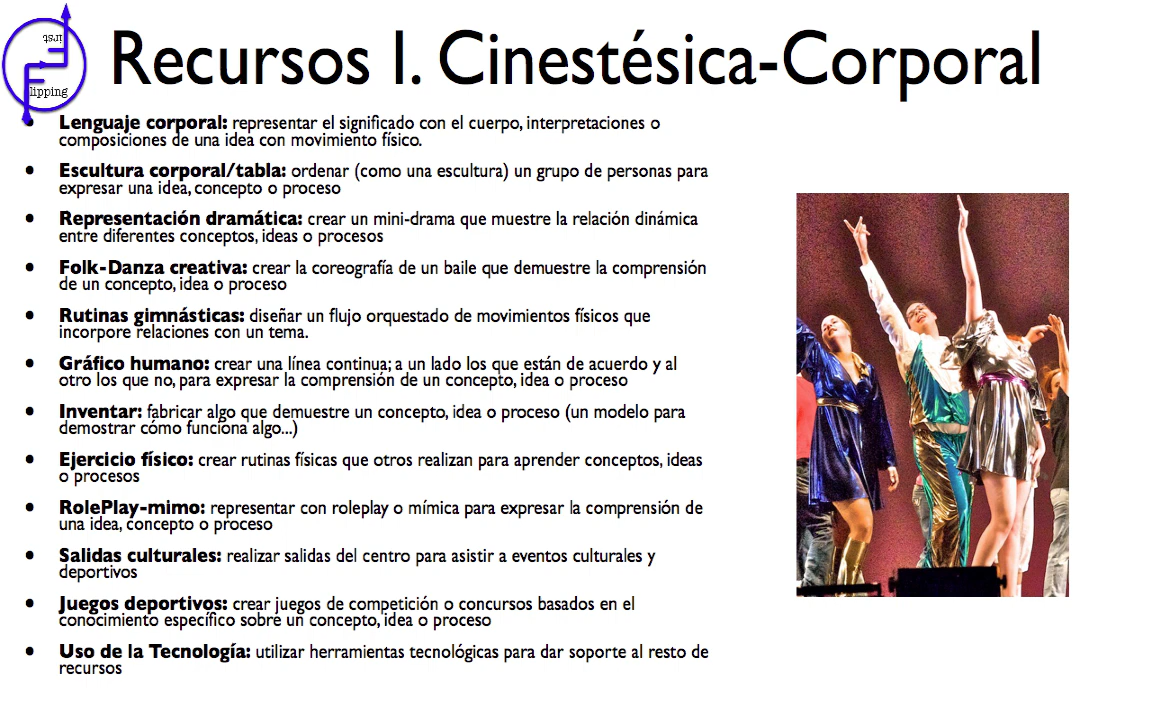 irst
lipping
Recursos I. Cinestésica-Corporal
• Lenguaje corporal: representar el significado con el cuerpo, interpretaciones o
composiciones de una idea con movimiento físico.
• Escultura corporal/tabla: ordenar (como una escultura) un grupo de personas para
expresar una idea, concepto o proceso
• Representación dramática: crear un mini-drama que muestre la relación dinámica
entre diferentes conceptos, ideas o procesos
• Folk-Danza creativa: crear la coreografía de un baile que demuestre la comprensión
de un concepto, idea o proceso
• Rutinas gimnásticas: diseñar un flujo orquestado de movimientos físicos que
incorpore relaciones con un tema.
• Gráfico humano: crear una línea continua; a un lado los que están de acuerdo y al
otro los que no, para expresar la comprensión de un concepto, idea o proceso
• Inventar: fabricar algo que demuestre un concepto, idea o proceso (un modelo para
demostrar cómo funciona algo...)
• Ejercicio físico: crear rutinas físicas que otros realizan para aprender conceptos, ideas
o procesos
• RolePlay-mimo: representar con roleplay o mímica para expresar la comprensión de
una idea, concepto o proceso
• Salidas culturales: realizar salidas del centro para asistir a eventos culturales y
deportivos
• Juegos deportivos: crear juegos de competición o concursos basados en el
conocimiento específico sobre un concepto, idea o proceso
• Uso de la Tecnología: utilizar herramientas tecnológicas para dar soporte al resto de
recursos